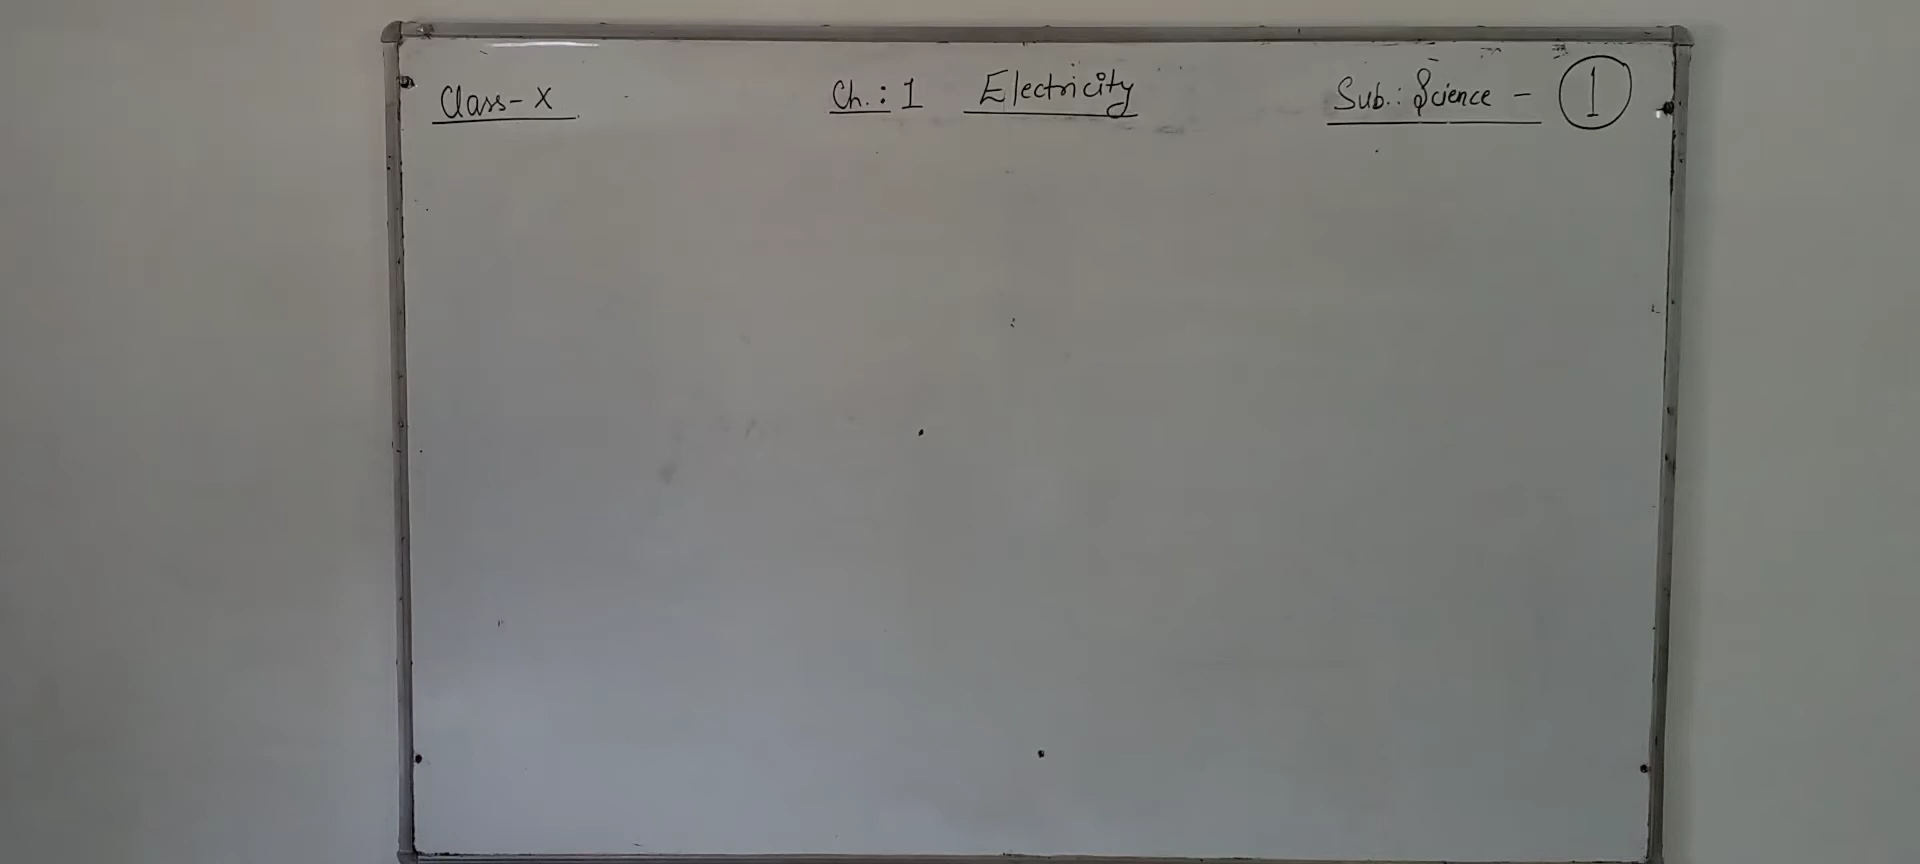 Class- X Ch.: 1 Electricity Sub.: Science - 1